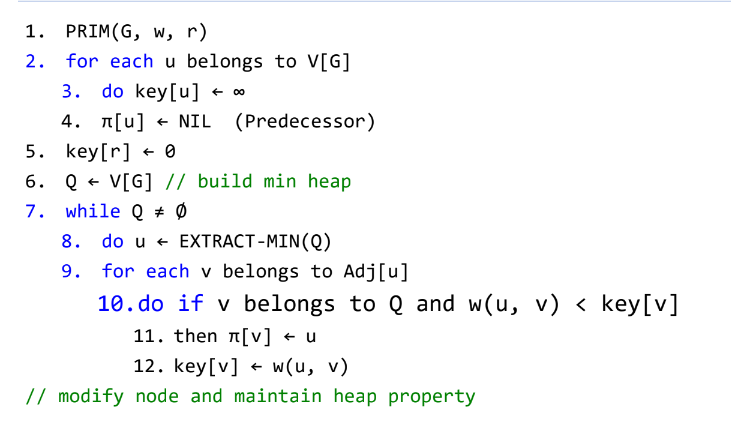 1. PRIM(G, w, r)
2. for each u belongs to V[G]
3. do key[u] ← ∞
4. π[u] ← NIL (Predecessor)
5. key[r] ← 0
6. Q ← V[G] // build min heap
7. while Q ≠ Ø
8. do u ← EXTRACT-MIN(Q)
9. for each v belongs to Adj[u]
10.do if v belongs to Q and w(u, v) < key[v]
11. then π[v] ← u
12. key[v] ← w(u, v)
// modify node and maintain heap property